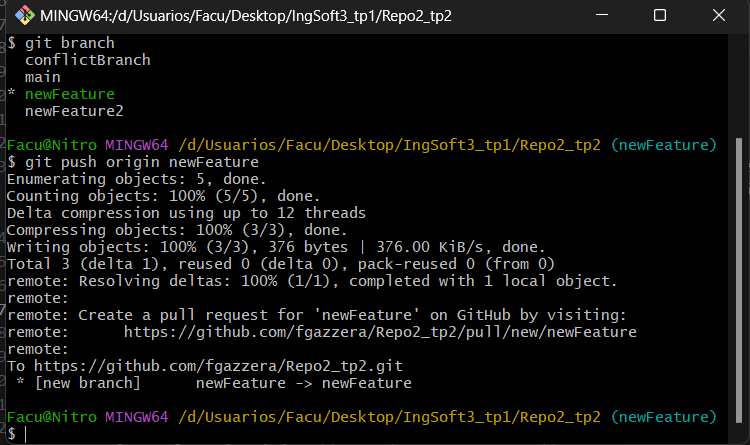 MINGW64:/d/Usuarios/Facu/Desktop/IngSoft3_tp1/Repo2_tp2
$ git branch
  conflictBranch
  main
* newFeature
  newFeature2

Facu@Nitro MINGW64 /d/Usuarios/Facu/Desktop/IngSoft3_tp1/Repo2_tp2 (newFeature)
$ git push origin newFeature
Enumerating objects: 5, done.
Counting objects: 100% (5/5), done.
Delta compression using up to 12 threads
Compressing objects: 100% (3/3), done.
Writing objects: 100% (3/3), 376 bytes | 376.00 KiB/s, done.
Total 3 (delta 1), reused 0 (delta 0), pack-reused 0 (from 0)
remote: Resolving deltas: 100% (1/1), completed with 1 local object.
remote:
remote: Create a pull request for 'newFeature' on GitHub by visiting:
remote:      https://github.com/fgazzera/Repo2_tp2/pull/new/newFeature
remote:
To https://github.com/fgazzera/Repo2_tp2.git
 * [new branch]      newFeature -> newFeature

Facu@Nitro MINGW64 /d/Usuarios/Facu/Desktop/IngSoft3_tp1/Repo2_tp2 (newFeature)
$